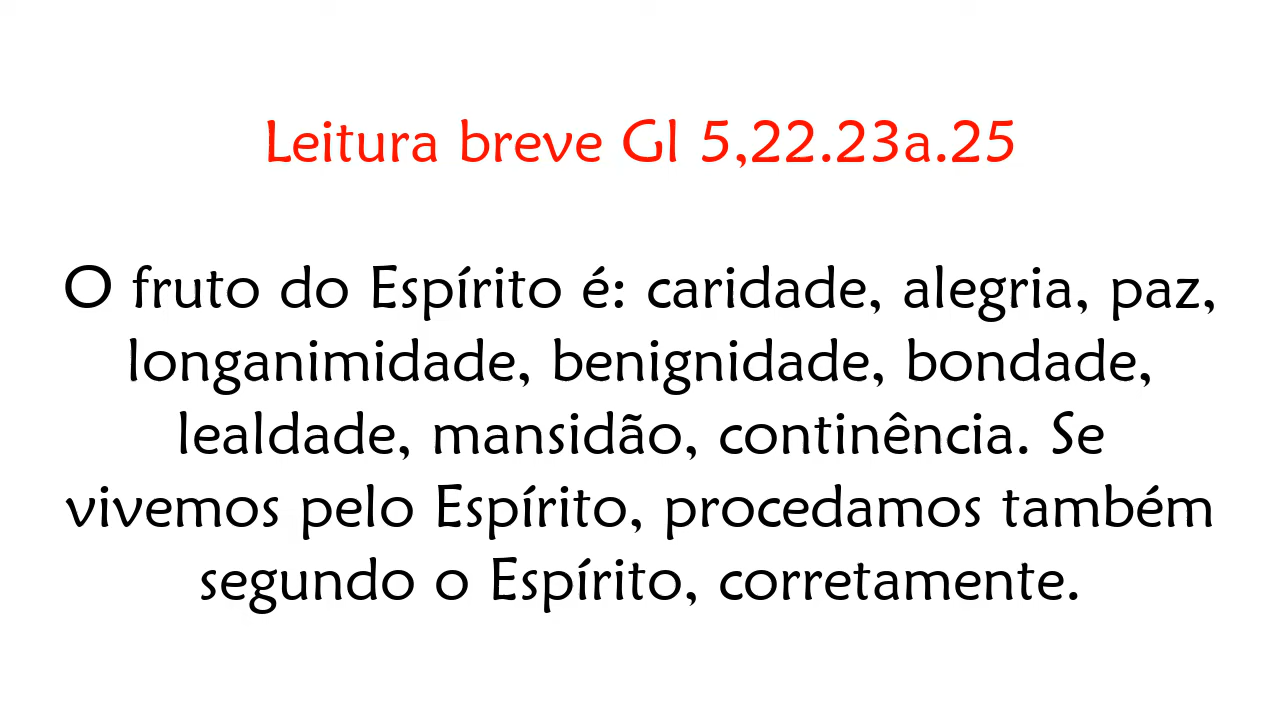 Leitura breve Gl 5,22.23a.25
O fruto do Espírito é: caridade, alegria, paz,
longanimidade, benignidade, bondade,
lealdade, mansidão, continência. Se
vivemos pelo Espírito, procedamos também
segundo o Espírito, corretamente.